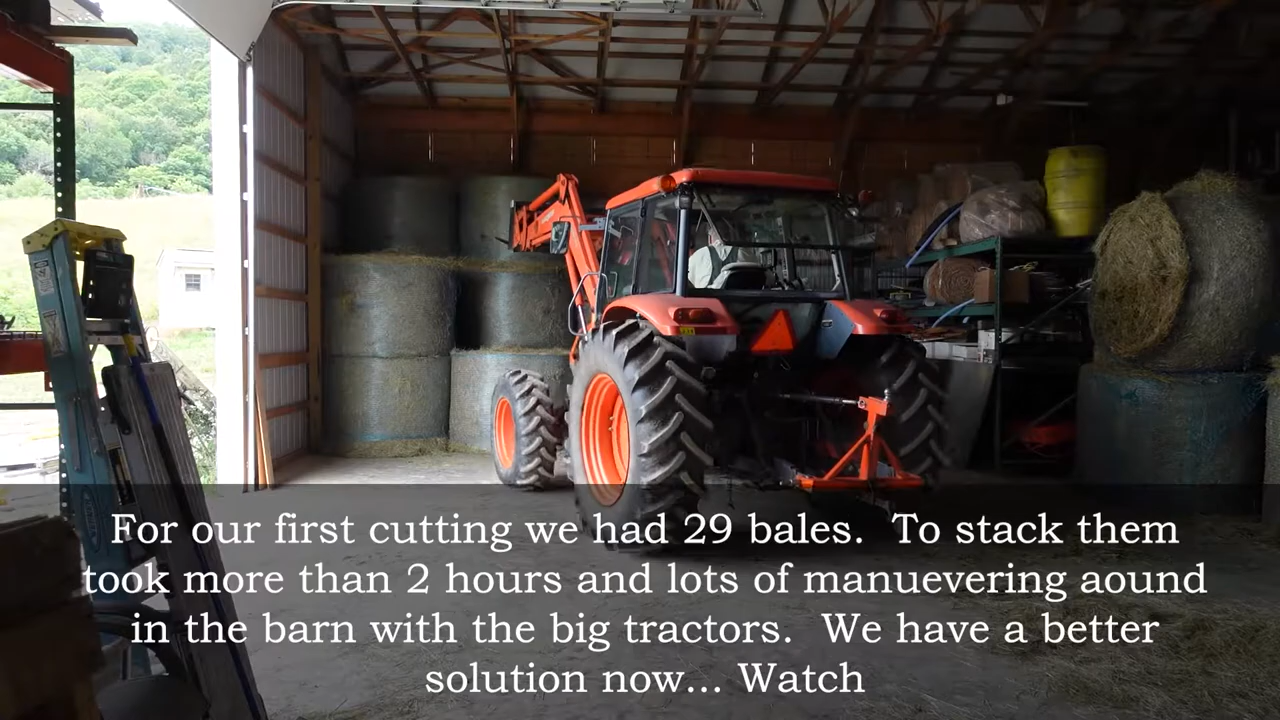 For our first cutting we had 29 bales.  To stack them
took more than 2 hours and lots of manuevering aound
in the barn with the big tractors.  We have a better
solution now... Watch